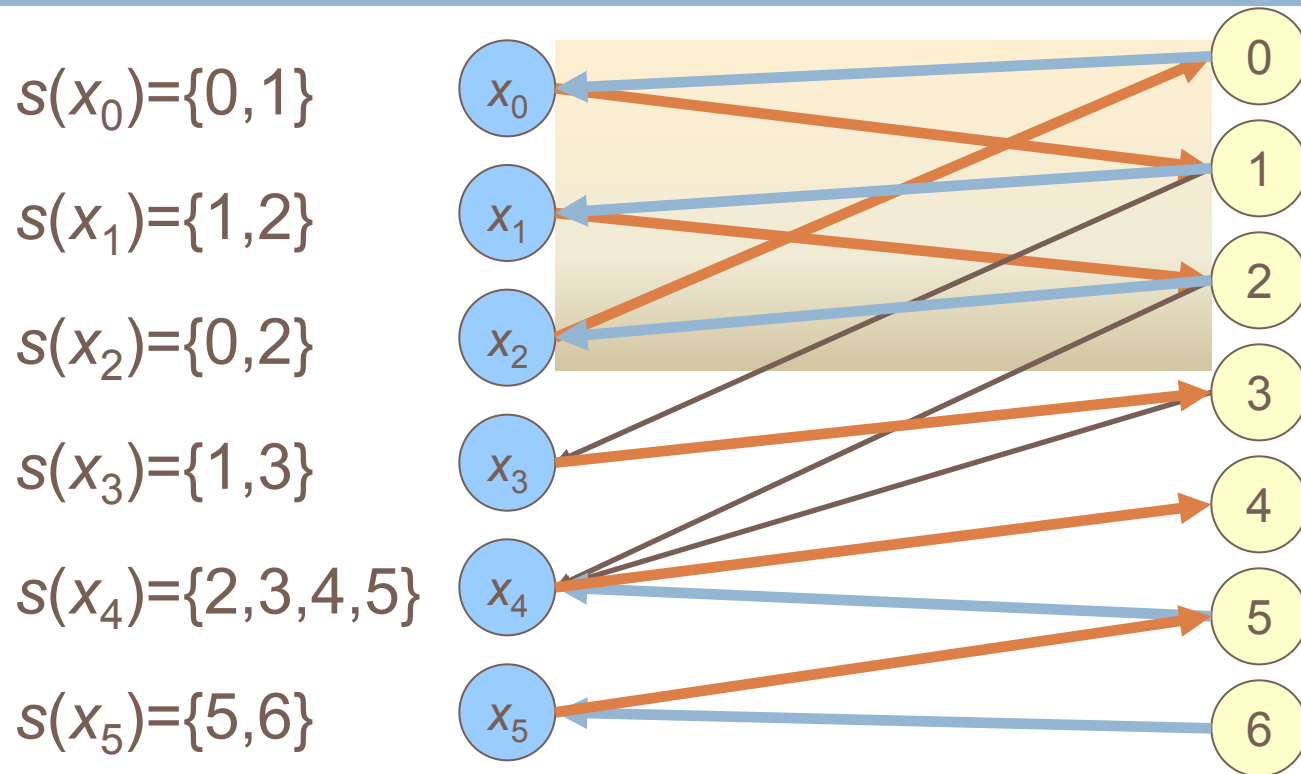 s(x₀)={0,1}
s(x₁)={1,2}
s(x₂)={0,2}
s(x₃)={1,3}
s(x₄)={2,3,4,5}
s(x₅)={5,6}
x₀
x₁
x₂
x₃
x₄
x₅
0
1
2
3
4
5
6